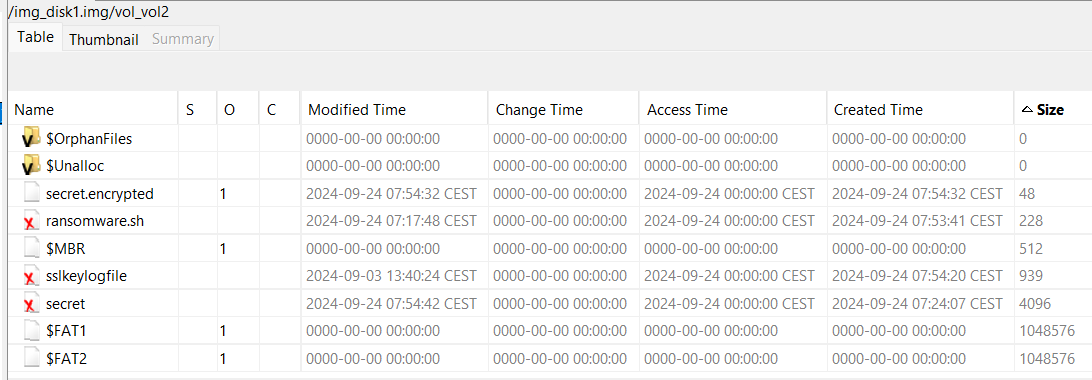 /img_disk1.img/vol_vol2
Table Thumbnail Summary
Name S O C Modified Time Change Time Access Time Created Time Size
$OrphanFiles 0000-00-00 00:00:00 0000-00-00 00:00:00 0000-00-00 00:00:00 0000-00-00 00:00:00 0
$Unalloc 0000-00-00 00:00:00 0000-00-00 00:00:00 0000-00-00 00:00:00 0000-00-00 00:00:00 0
secret.encrypted 1 2024-09-24 07:54:32 CEST 0000-00-00 00:00:00 2024-09-24 00:00:00 CEST 2024-09-24 07:54:32 CEST 48
ransomware.sh 2024-09-24 07:17:48 CEST 0000-00-00 00:00:00 2024-09-24 00:00:00 CEST 2024-09-24 07:53:41 CEST 228
$MBR 1 0000-00-00 00:00:00 0000-00-00 00:00:00 0000-00-00 00:00:00 0000-00-00 00:00:00 512
sslkeylogfile 2024-09-03 13:40:24 CEST 0000-00-00 00:00:00 2024-09-24 00:00:00 CEST 2024-09-24 07:54:20 CEST 939
secret 2024-09-24 07:54:42 CEST 0000-00-00 00:00:00 2024-09-24 00:00:00 CEST 2024-09-24 07:24:07 CEST 4096
$FAT1 1 0000-00-00 00:00:00 0000-00-00 00:00:00 0000-00-00 00:00:00 0000-00-00 00:00:00 1048576
$FAT2 1 0000-00-00 00:00:00 0000-00-00 00:00:00 0000-00-00 00:00:00 0000-00-00 00:00:00 1048576